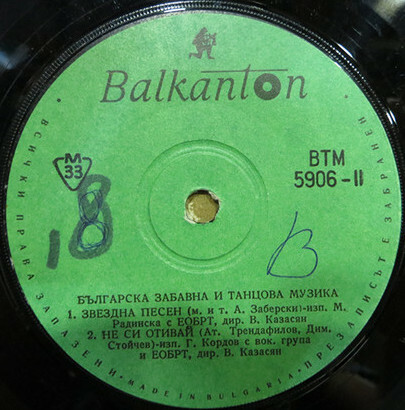 Balkanton
M
33
ВТМ
5906-II
18
B
БЪЛГАРСКА ЗАБАВНА И ТАНЦОВА МУЗИКА
1. ЗВЕЗДНА ПЕСЕН (м. и т. А. Заберски)-изп. М.
Радинска с ЕОБРТ, дир. В. Казасян
2. НЕ СИ ОТИВАЙ (Ат. Трендафилов, Дим.
Стойчев)-изп. Г. Кордов с вок. група
и ЕОБРТ, дир. В. Казасян
ВСИЧКИ ПРАВА ЗАПАЗЕНИ • MADE IN BULGARIA • ПРЕЗАПИСЪТ Е ЗАБРАНЕН